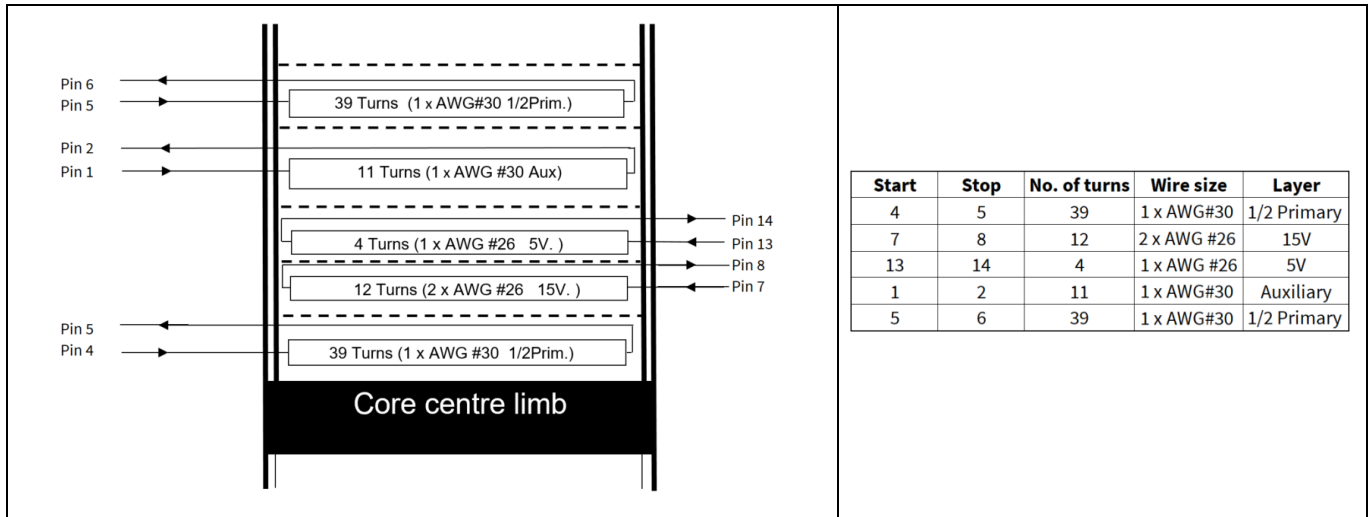 Pin 6
Pin 5
39 Turns (1 x AWG#30 1/2Prim.)
Pin 2
Pin 1
11 Turns (1 x AWG #30 Aux)
Pin 14
Pin 13
4 Turns (1 x AWG #26 5V. )
Pin 8
Pin 7
12 Turns (2 x AWG #26 15V. )
Pin 5
Pin 4
39 Turns (1 x AWG #30 1/2Prim.)
Core centre limb
Start Stop No. of turns Wire size Layer
4 5 39 1 x AWG#30 1/2 Primary
7 8 12 2 x AWG #26 15V
13 14 4 1 x AWG #26 5V
1 2 11 1 x AWG#30 Auxiliary
5 6 39 1 x AWG#30 1/2 Primary